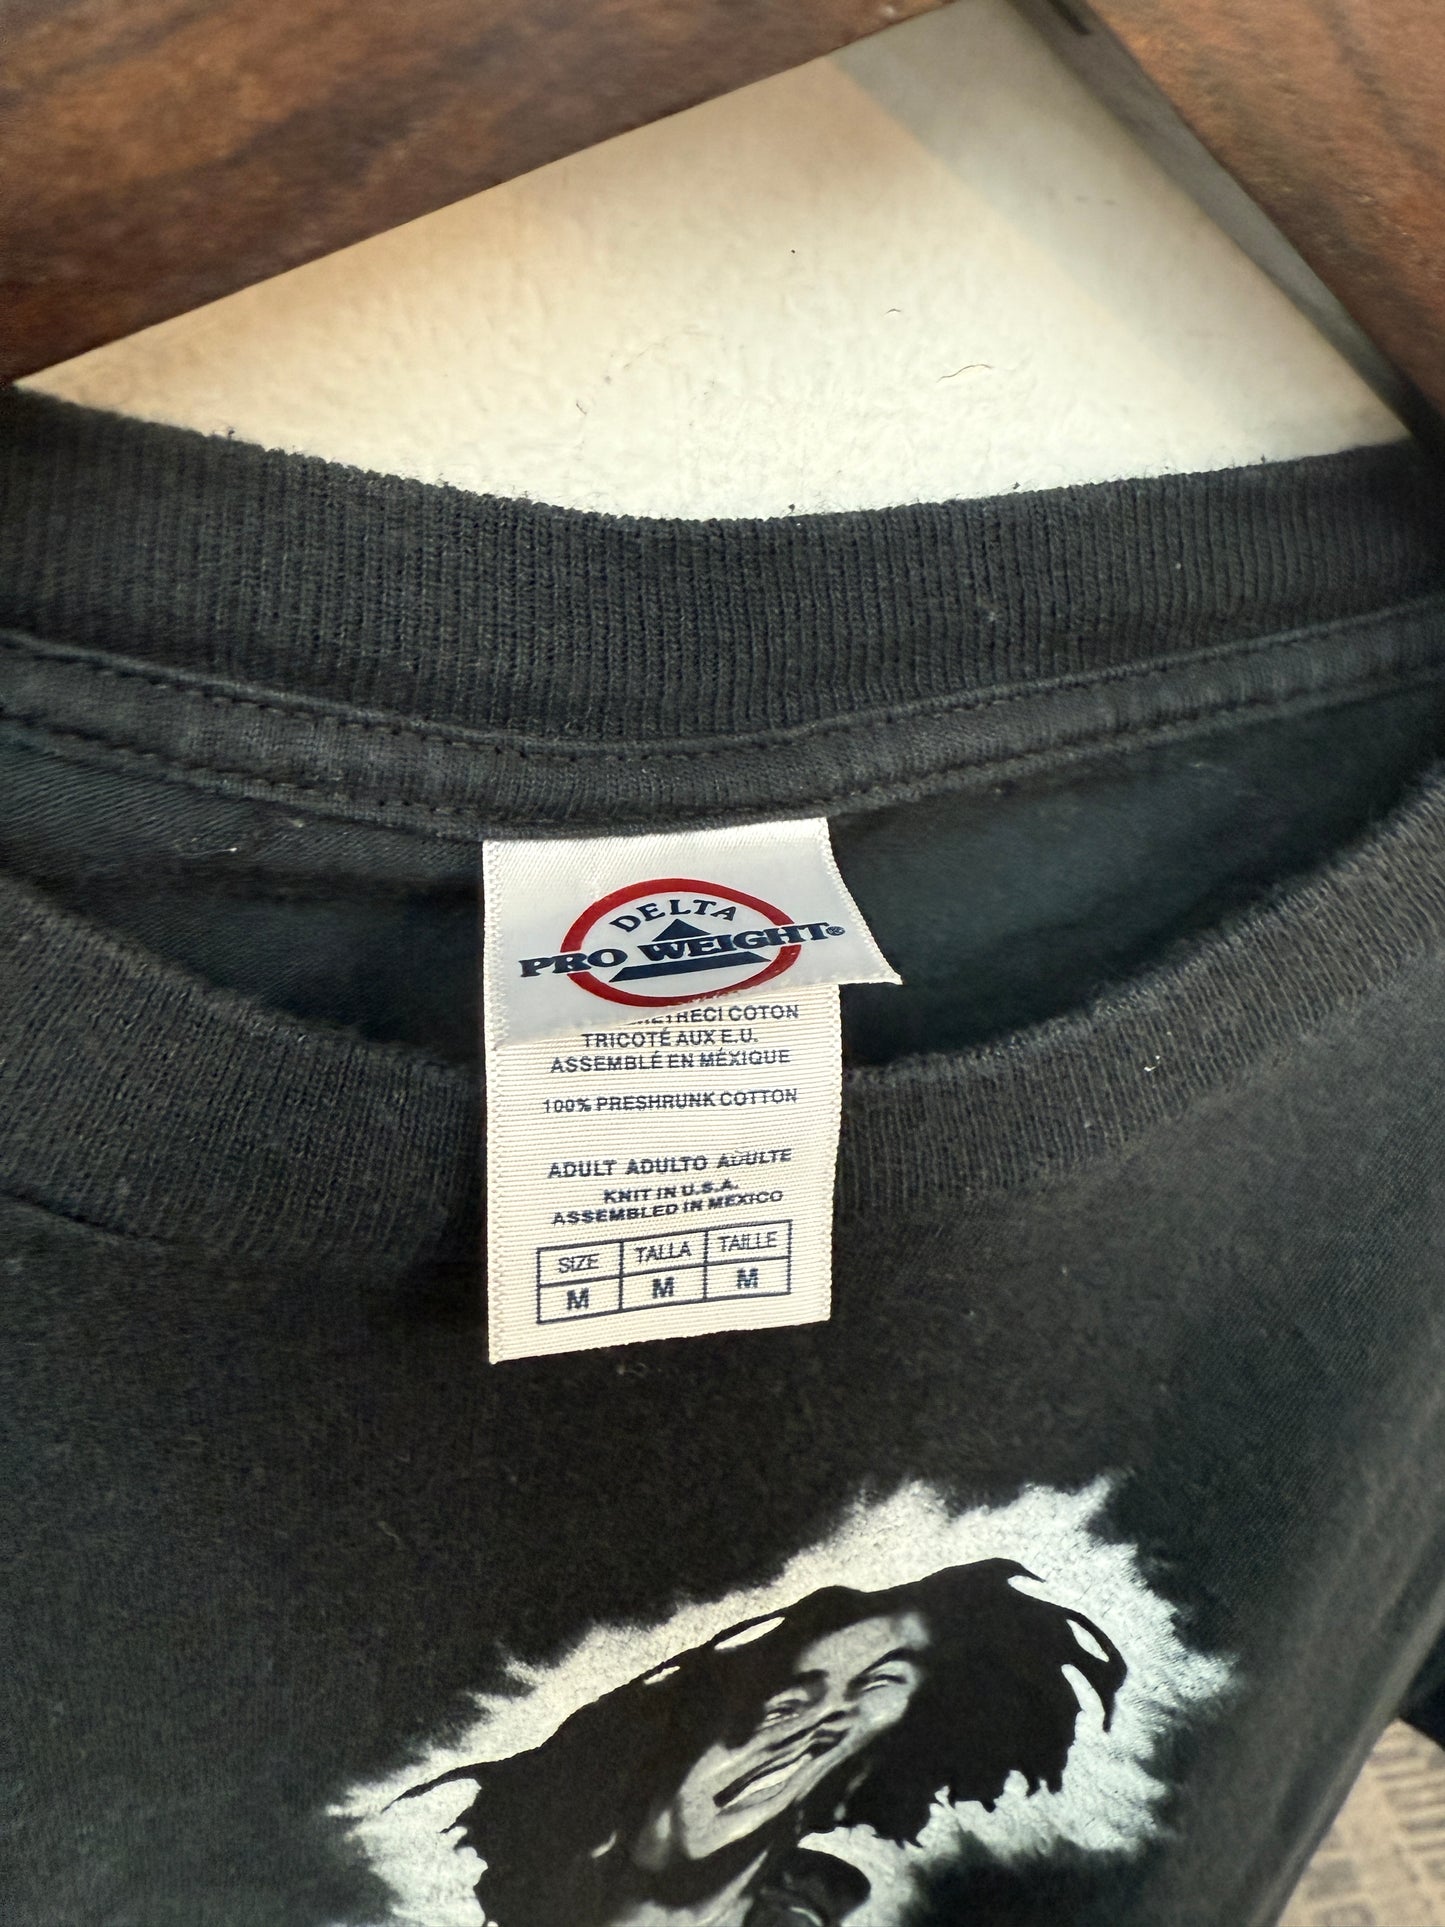 DELTA
PRO WEIGHT®
COTON
TRICOTÉ AUX E.U.
ASSEMBLÉ EN MÉXIQUE
100% PRESHRUNK COTTON
ADULT ADULTO ADULTE
KNIT IN U.S.A.
ASSEMBLED IN MEXICO
SIZE TALLA TAILLE
M M M